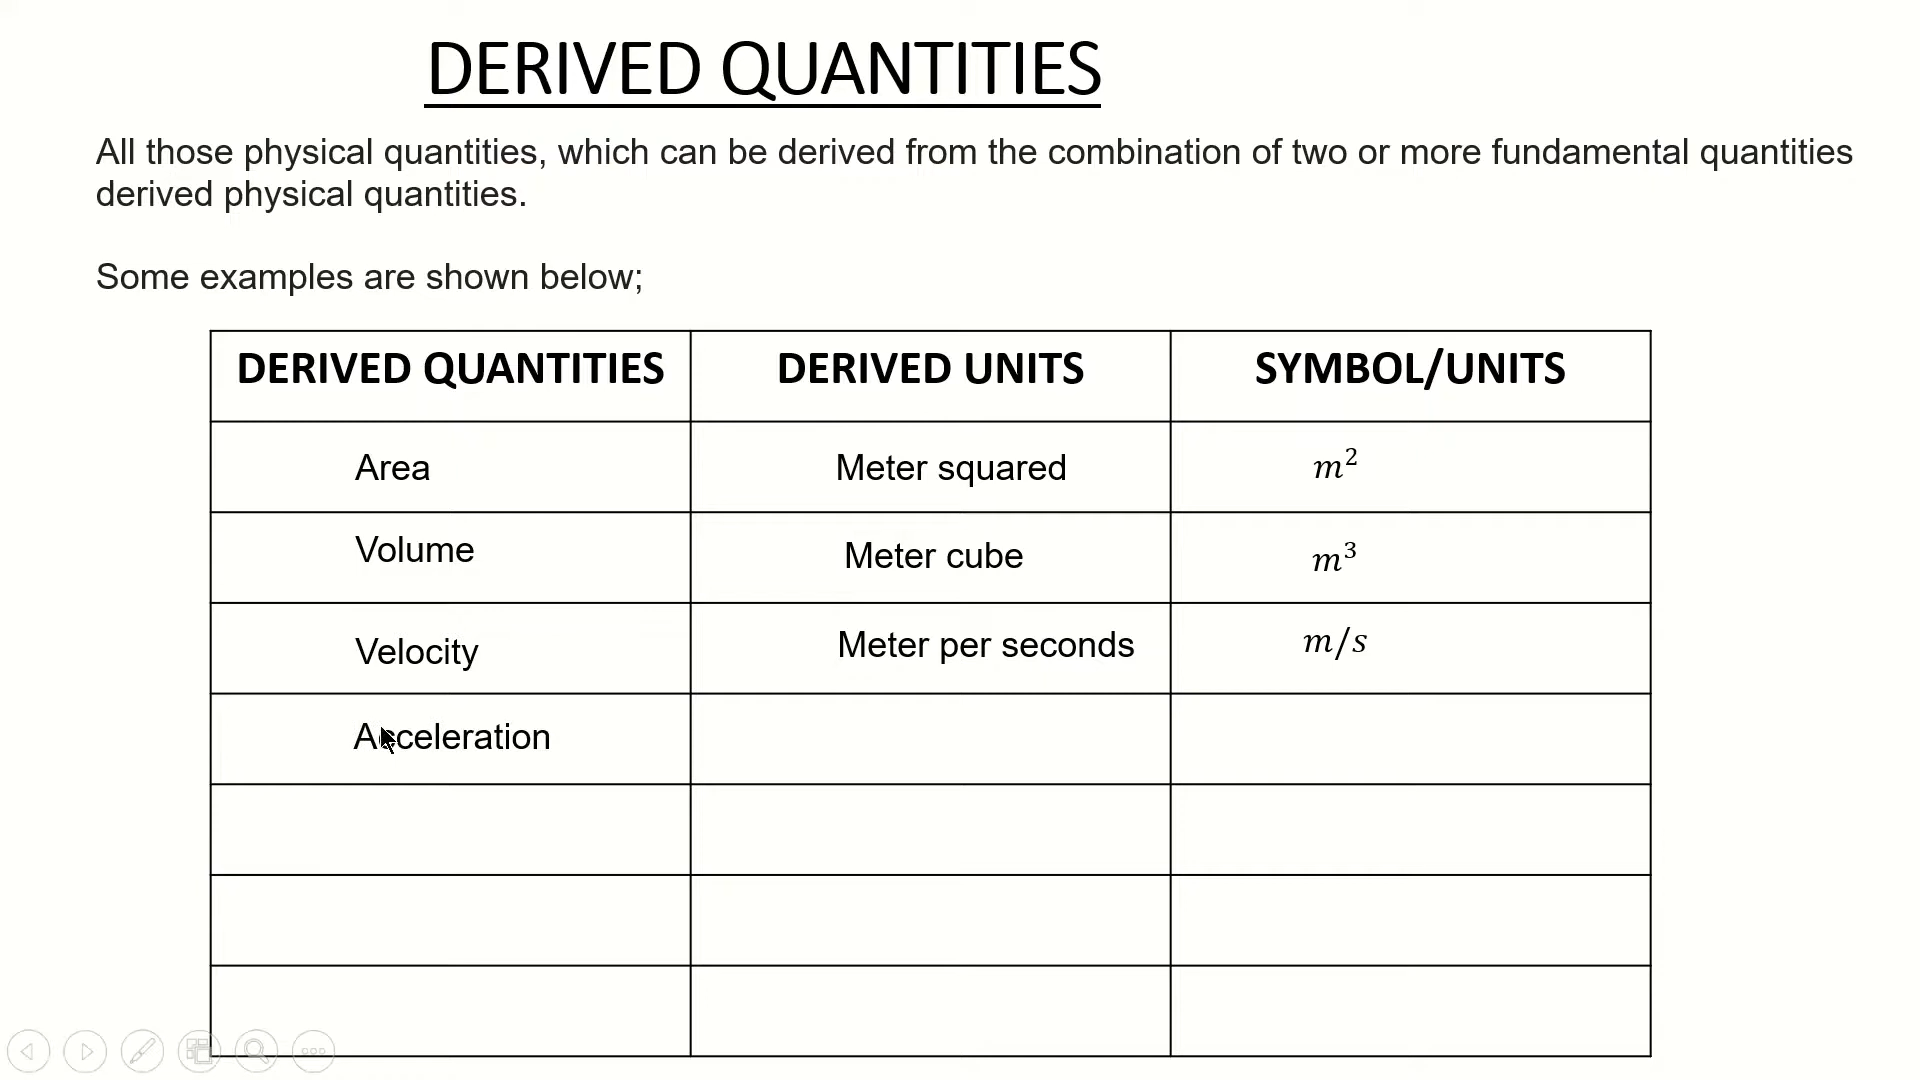 DERIVED QUANTITIES
All those physical quantities, which can be derived from the combination of two or more fundamental quantities
derived physical quantities.
Some examples are shown below;
DERIVED QUANTITIES DERIVED UNITS SYMBOL/UNITS
Area Meter squared m²
Volume Meter cube m³
Velocity Meter per seconds m/s
Acceleration